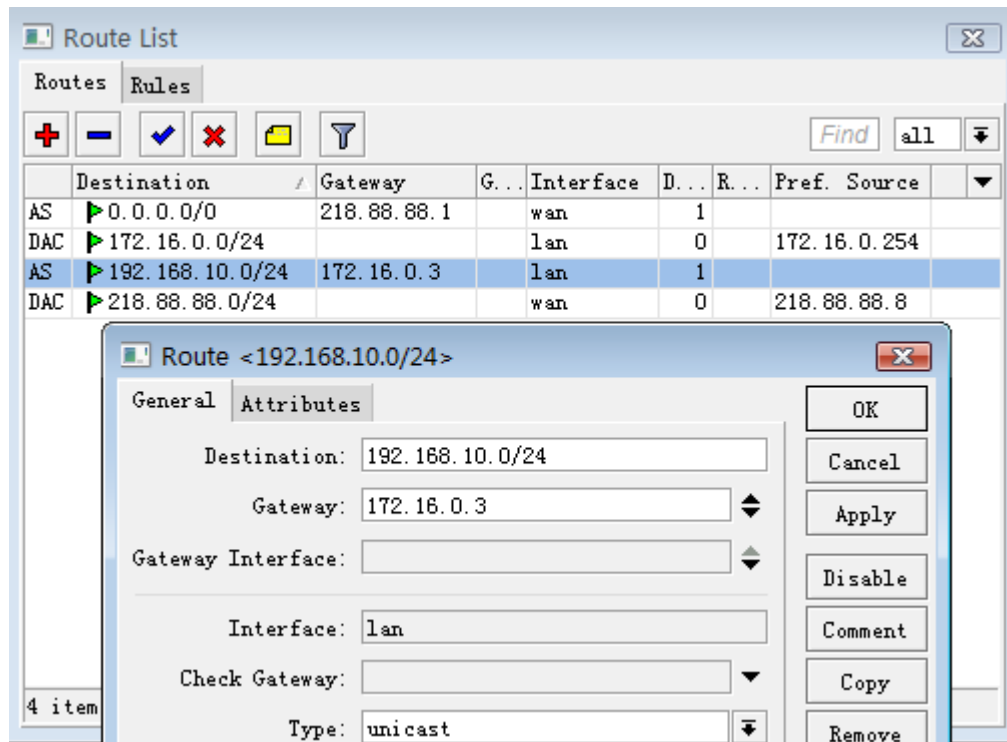 Route List
Routes Rules
Find all
Destination Gateway G... Interface D... R... Pref. Source
AS 0.0.0.0/0 218.88.88.1 wan 1
DAC 172.16.0.0/24 lan 0 172.16.0.254
AS 192.168.10.0/24 172.16.0.3 lan 1
DAC 218.88.88.0/24 wan 0 218.88.88.8
Route <192.168.10.0/24>
General Attributes
OK
Destination: 192.168.10.0/24
Cancel
Gateway: 172.16.0.3
Apply
Gateway Interface:
Disable
Interface: lan
Comment
Check Gateway:
Copy
4 item
Type: unicast
Remove